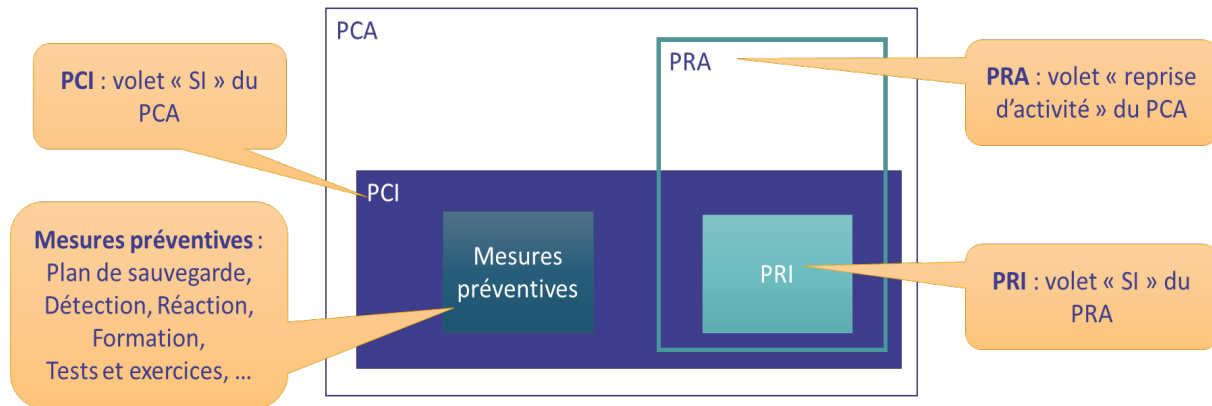 PCA
PCI : volet « SI » du
PCA
PRA
PRA : volet « reprise
d’activité » du PCA
PCI
Mesures préventives :
Plan de sauvegarde,
Détection, Réaction,
Formation,
Tests et exercices, …
Mesures
préventives
PRI
PRI : volet « SI » du
PRA